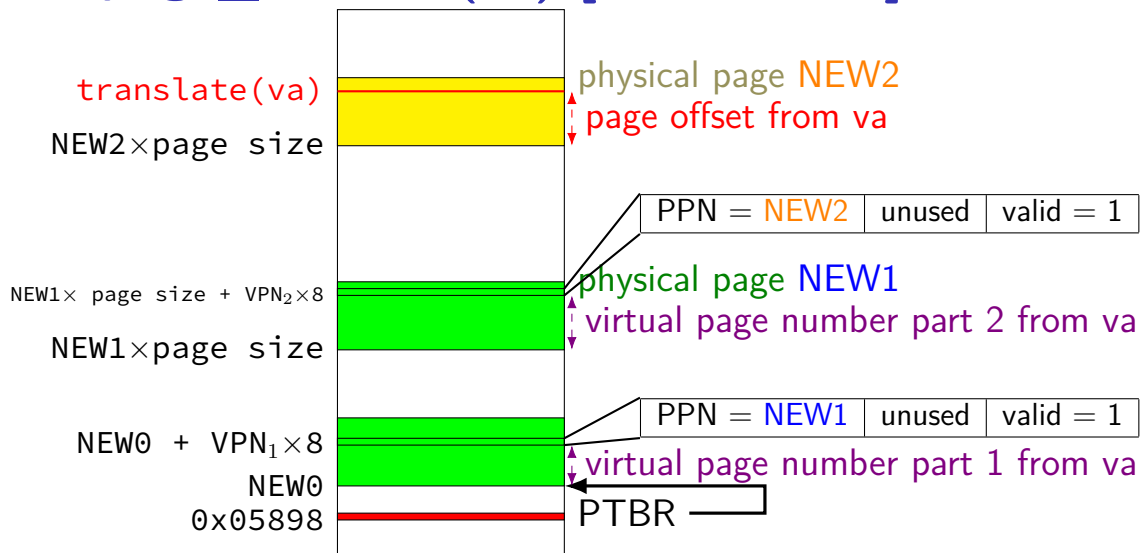 translate(va)
physical page NEW2
page offset from va
NEW2×page size
PPN = NEW2 unused valid = 1
physical page NEW1
NEW1× page size + VPN₂×8
virtual page number part 2 from va
NEW1×page size
PPN = NEW1 unused valid = 1
NEW0 + VPN₁×8
virtual page number part 1 from va
NEW0
PTBR
0x05898